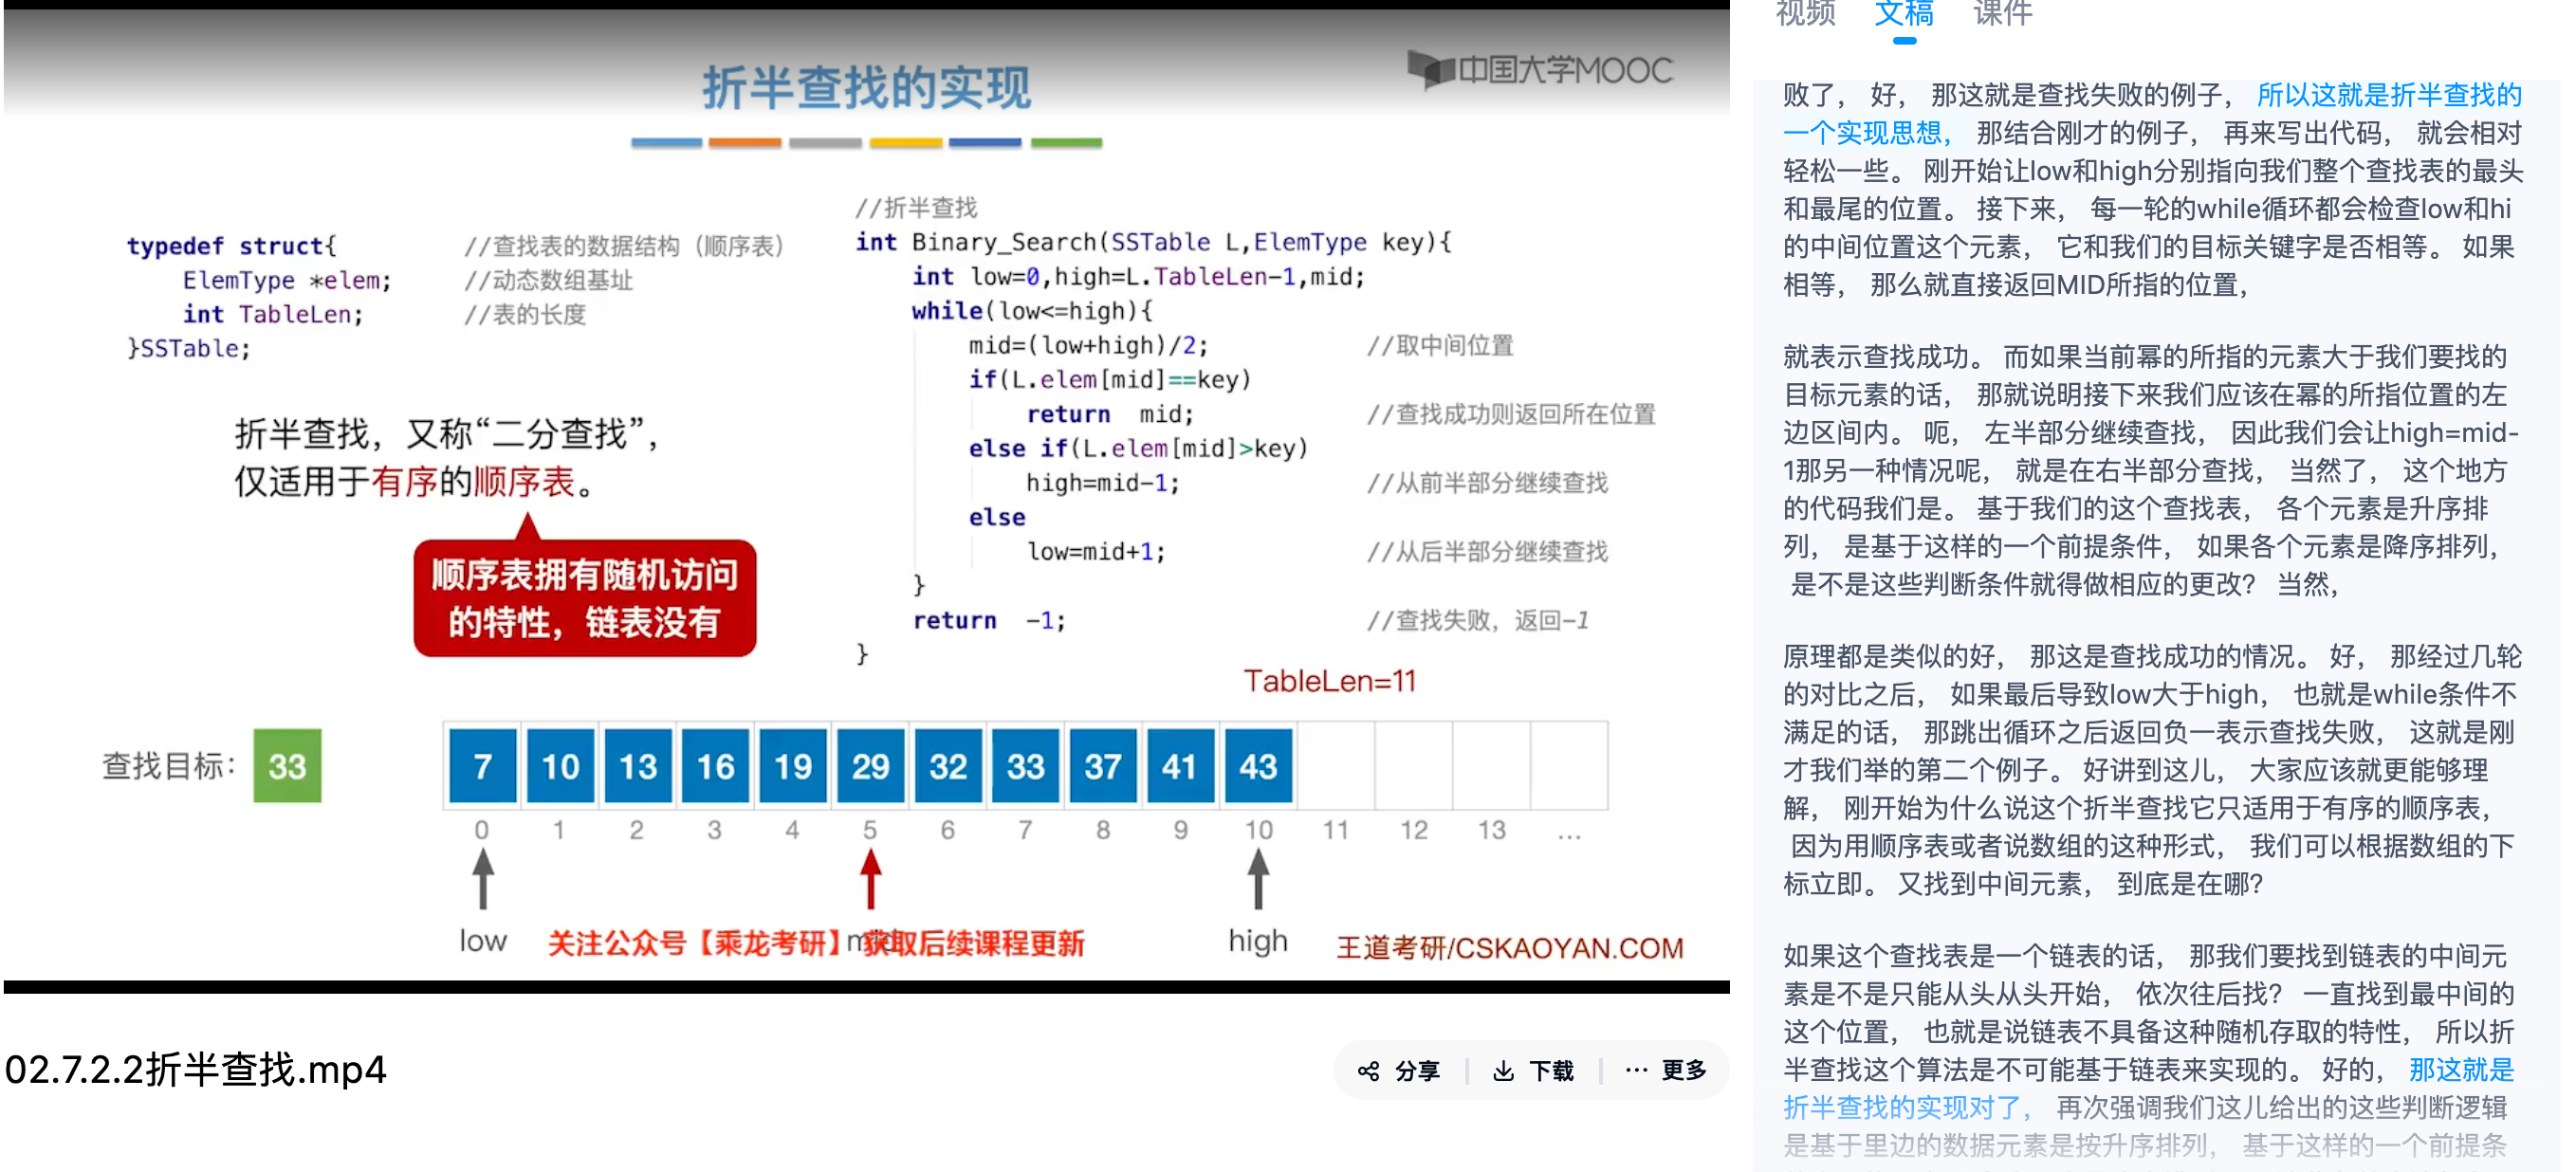 折半查找的实现
中国大学MOOC
typedef struct{ //查找表的数据结构（顺序表）
ElemType *elem; //动态数组基址
int TableLen; //表的长度
}SSTable;
折半查找，又称“二分查找”，
仅适用于有序的顺序表。
顺序表拥有随机访问
的特性，链表没有
//折半查找
int Binary_Search(SSTable L,ElemType key){
int low=0,high=L.TableLen-1,mid;
while(low<=high){
mid=(low+high)/2; //取中间位置
if(L.elem[mid]==key)
return mid; //查找成功则返回所在位置
else if(L.elem[mid]>key)
high=mid-1; //从前半部分继续查找
else
low=mid+1; //从后半部分继续查找
}
return -1; //查找失败，返回-1
}
TableLen=11
查找目标： 33
7 10 13 16 19 29 32 33 37 41 43
0 1 2 3 4 5 6 7 8 9 10 11 12 13 ...
low mid high
关注公众号【乘龙考研】获取后续课程更新
王道考研/CSKAOYAN.COM
02.7.2.2折半查找.mp4
分享 下载 更多
视频 文稿 课件
败了， 好， 那这就是查找失败的例子， 所以这就是折半查找的
一个实现思想， 那结合刚才的例子， 再来写出代码， 就会相对
轻松一些。 刚开始让low和high分别指向我们整个查找表的最头
和最尾的位置。 接下来， 每一轮的while循环都会检查low和hi
的中间位置这个元素， 它和我们的目标关键字是否相等。 如果
相等， 那么就直接返回MID所指的位置，
就表示查找成功。 而如果当前幂的所指的元素大于我们要找的
目标元素的话， 那就说明接下来我们应该在幂的所指位置的左
边区间内。 呃， 左半部分继续查找， 因此我们会让high=mid-
1那另一种情况呢， 就是在右半部分查找， 当然了， 这个地方
的代码我们是。 基于我们的这个查找表， 各个元素是升序排
列， 是基于这样的一个前提条件， 如果各个元素是降序排列，
是不是这些判断条件就得做相应的更改？ 当然，
原理都是类似的好， 那这是查找成功的情况。 好， 那经过几轮
的对比之后， 如果最后导致low大于high， 也就是while条件不
满足的话， 那跳出循环之后返回负一表示查找失败， 这就是刚
才我们举的第二个例子。 好讲到这儿， 大家应该就更能够理
解， 刚开始为什么说这个折半查找它只适用于有序的顺序表，
因为用顺序表或者说数组的这种形式， 我们可以根据数组的下
标立即。 又找到中间元素， 到底是在哪？
如果这个查找表是一个链表的话， 那我们要找到链表的中间元
素是不是只能从头从头开始， 依次往后找？ 一直找到最中间的
这个位置， 也就是说链表不具备这种随机存取的特性， 所以折
半查找这个算法是不可能基于链表来实现的。 好的， 那这就是
折半查找的实现对了， 再次强调我们这儿给出的这些判断逻辑
是基于里边的数据元素是按升序排列， 基于这样的一个前提条